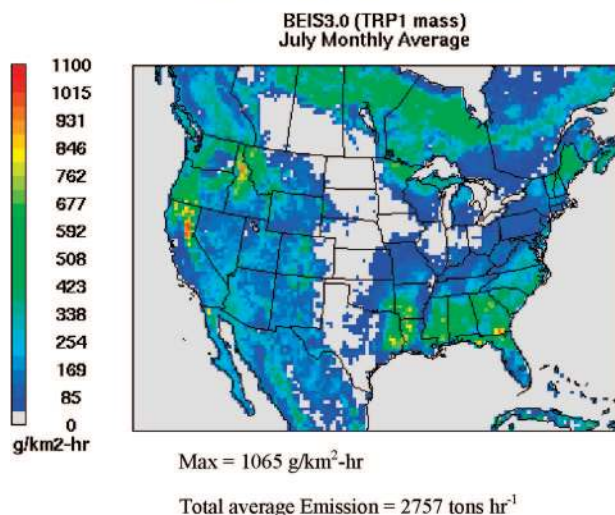 BEIS3.0 (TRP1 mass)
July Monthly Average
1100
1015
931
846
762
677
592
508
423
338
254
169
85
0
g/km2-hr
Max = 1065 g/km²-hr
Total average Emission = 2757 tons hr⁻¹